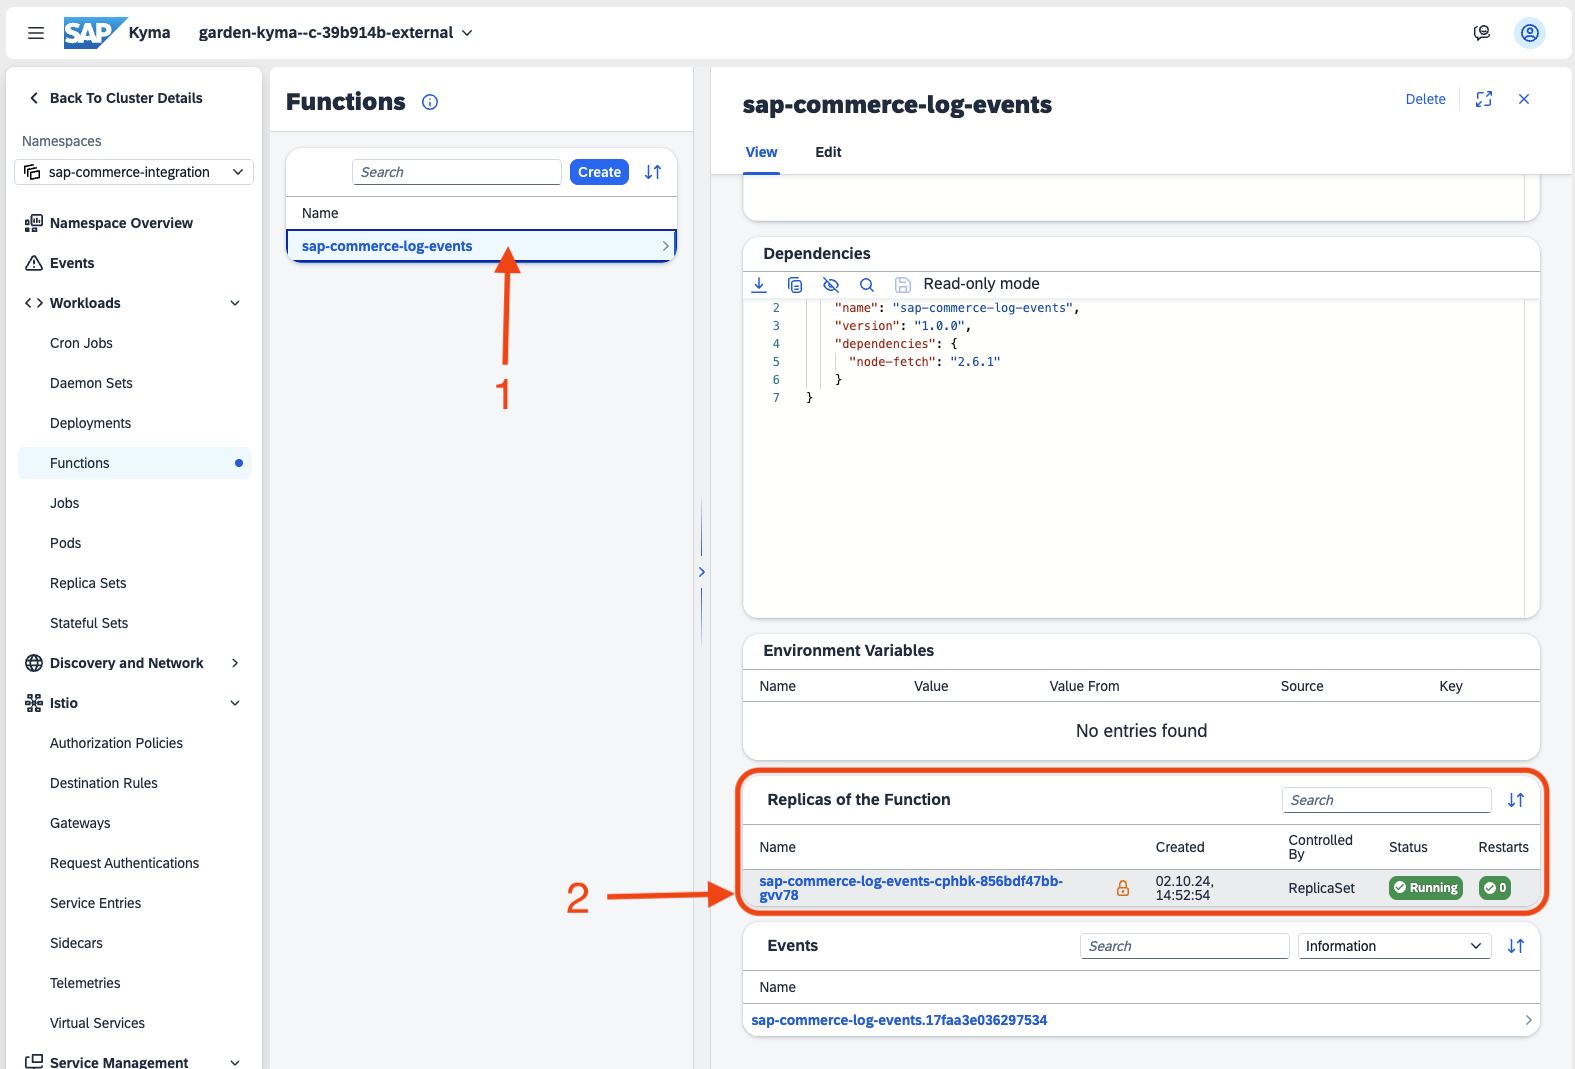 SAP Kyma garden-kyma--c-39b914b-external
Back To Cluster Details
Namespaces
sap-commerce-integration
Namespace Overview
Events
Workloads
Cron Jobs
Daemon Sets
Deployments
Functions
Jobs
Pods
Replica Sets
Stateful Sets
Discovery and Network
Istio
Authorization Policies
Destination Rules
Gateways
Request Authentications
Service Entries
Sidecars
Telemetries
Virtual Services
Service Management
Functions
Search Create
Name
sap-commerce-log-events
1
sap-commerce-log-events
Delete
View Edit
Dependencies
Read-only mode
2 "name": "sap-commerce-log-events",
3 "version": "1.0.0",
4 "dependencies": {
5 "node-fetch": "2.6.1"
6 }
7 }
Environment Variables
Name Value Value From Source Key
No entries found
Replicas of the Function Search
Name Created Controlled By Status Restarts
2
sap-commerce-log-events-cphbk-856bdf47bb-
gvv78
02.10.24,
14:52:54
ReplicaSet Running 0
Events Search Information
Name
sap-commerce-log-events.17faa3e036297534